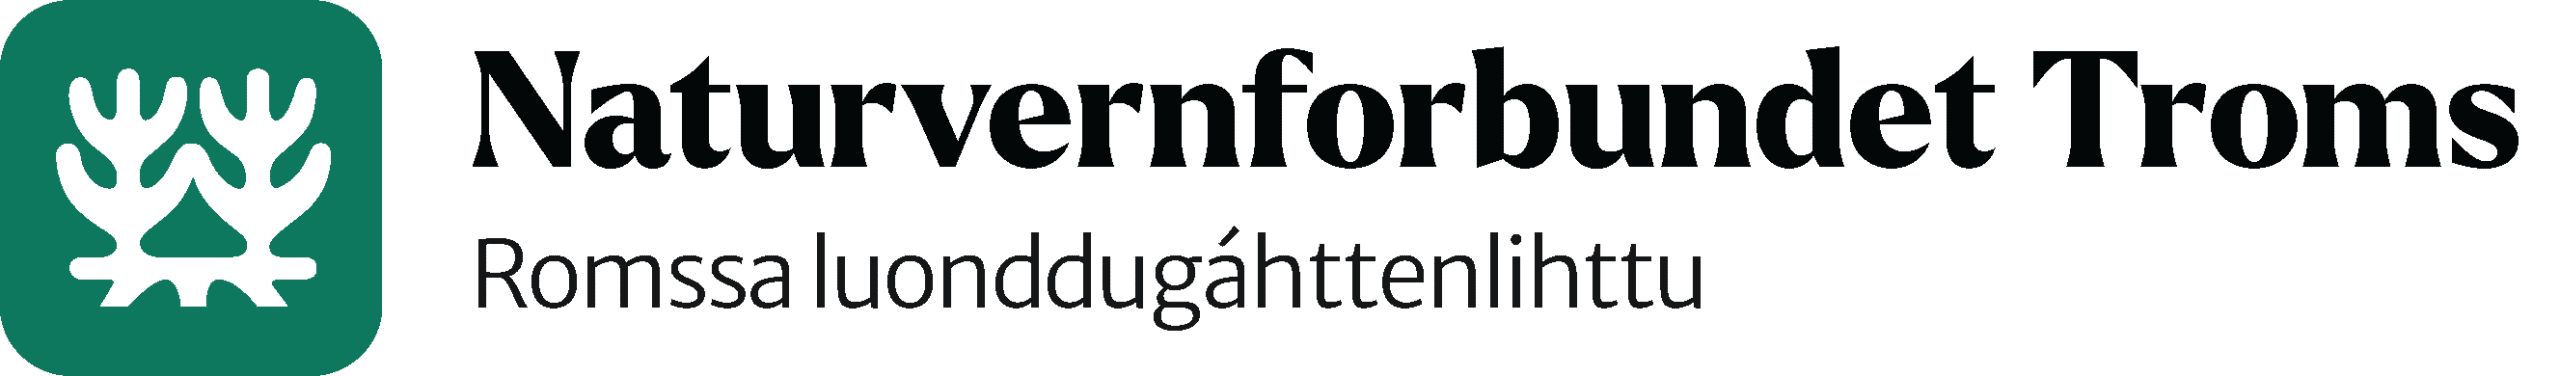 Naturvernforbundet Troms
Romssa luonddugáhttenlihttu